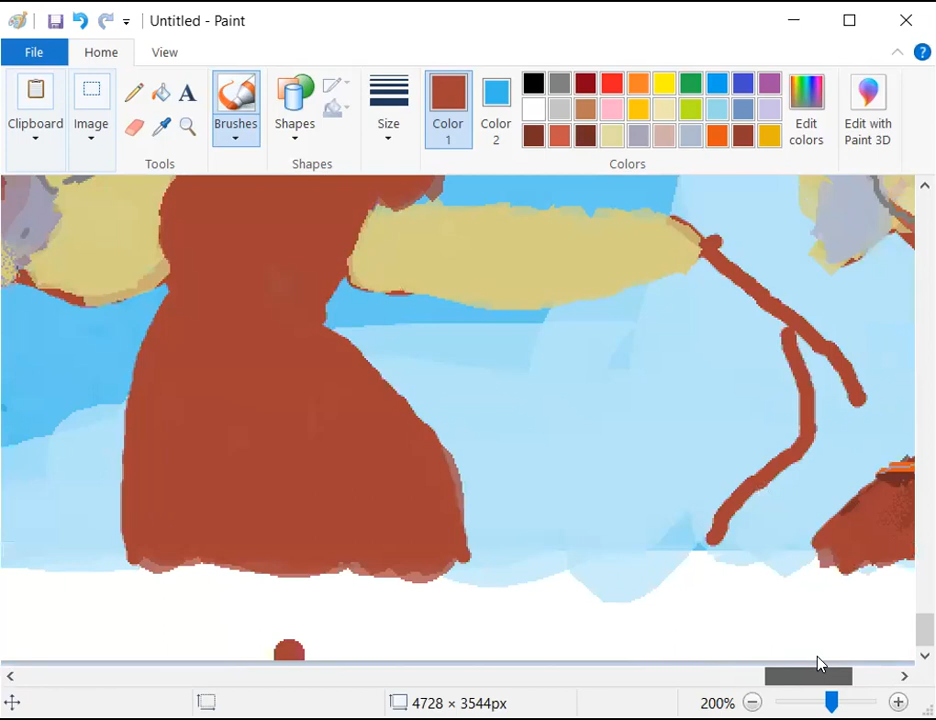 Untitled - Paint
File
Home
View
Clipboard
Image
A
Tools
Brushes
Shapes
Shapes
Size
Color
1
Color
2
Edit
colors
Colors
Edit with
Paint 3D
4728 × 3544px
200%